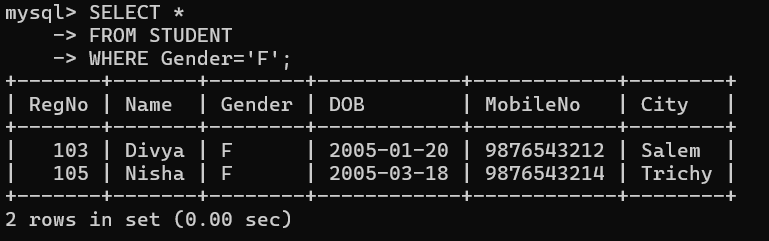 mysql> SELECT *
    -> FROM STUDENT
    -> WHERE Gender='F';
+-------+-------+--------+------------+------------+--------+
| RegNo | Name  | Gender | DOB        | MobileNo   | City   |
+-------+-------+--------+------------+------------+--------+
|   103 | Divya | F      | 2005-01-20 | 9876543212 | Salem  |
|   105 | Nisha | F      | 2005-03-18 | 9876543214 | Trichy |
+-------+-------+--------+------------+------------+--------+
2 rows in set (0.00 sec)